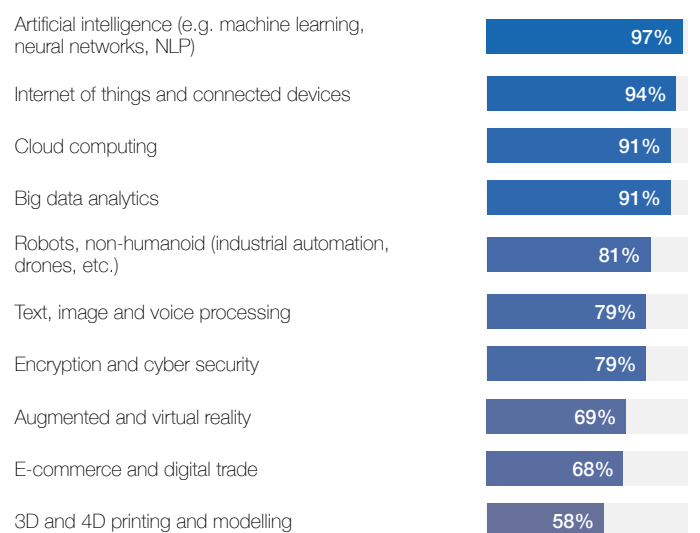 Artificial intelligence (e.g. machine learning,
neural networks, NLP)
97%
Internet of things and connected devices
94%
Cloud computing
91%
Big data analytics
91%
Robots, non-humanoid (industrial automation,
drones, etc.)
81%
Text, image and voice processing
79%
Encryption and cyber security
79%
Augmented and virtual reality
69%
E-commerce and digital trade
68%
3D and 4D printing and modelling
58%